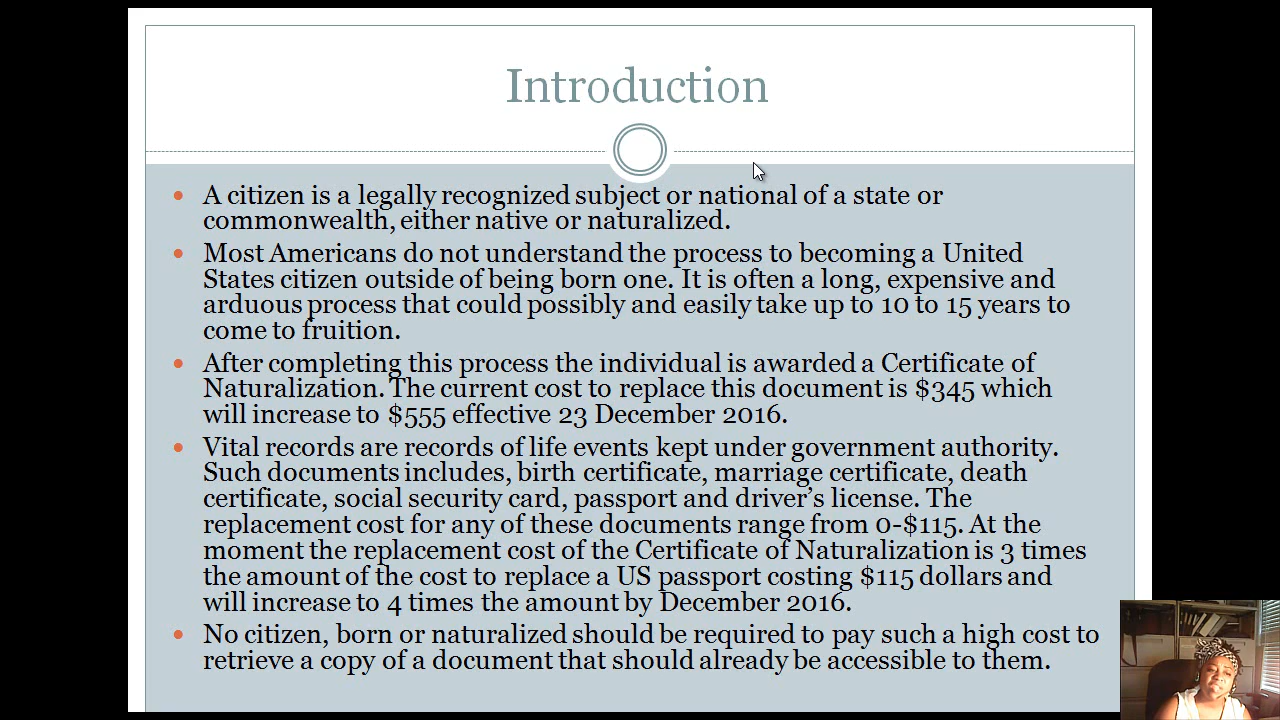 Introduction
A citizen is a legally recognized subject or national of a state or
commonwealth, either native or naturalized.
Most Americans do not understand the process to becoming a United
States citizen outside of being born one. It is often a long, expensive and
arduous process that could possibly and easily take up to 10 to 15 years to
come to fruition.
After completing this process the individual is awarded a Certificate of
Naturalization. The current cost to replace this document is $345 which
will increase to $555 effective 23 December 2016.
Vital records are records of life events kept under government authority.
Such documents includes, birth certificate, marriage certificate, death
certificate, social security card, passport and driver's license. The
replacement cost for any of these documents range from 0-$115. At the
moment the replacement cost of the Certificate of Naturalization is 3 times
the amount of the cost to replace a US passport costing $115 dollars and
will increase to 4 times the amount by December 2016.
No citizen, born or naturalized should be required to pay such a high cost to
retrieve a copy of a document that should already be accessible to them.